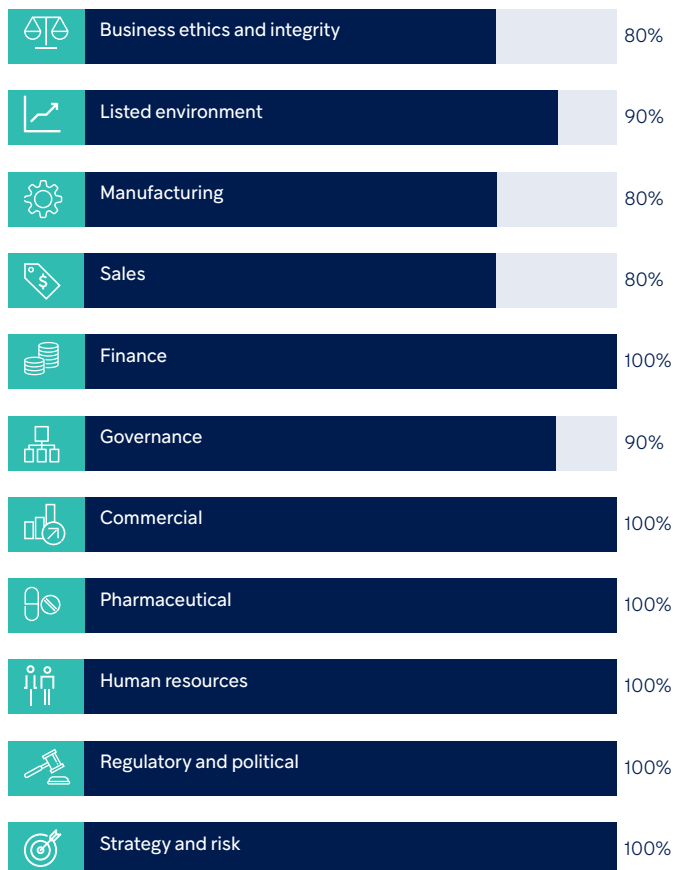 Business ethics and integrity 80%
Listed environment 90%
Manufacturing 80%
$ Sales 80%
Finance 100%
Governance 90%
Commercial 100%
Pharmaceutical 100%
Human resources 100%
Regulatory and political 100%
Strategy and risk 100%